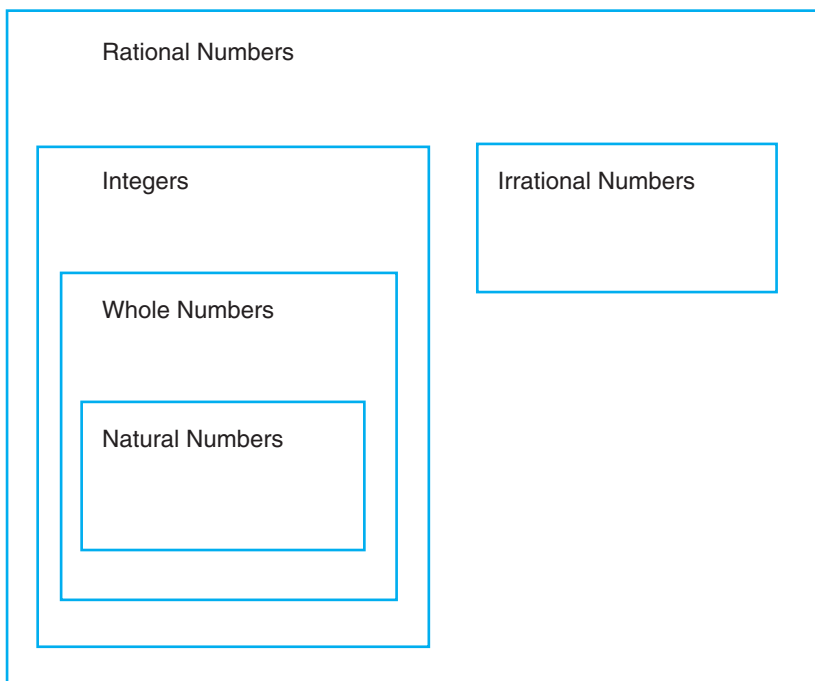 Rational Numbers
Integers
Irrational Numbers
Whole Numbers
Natural Numbers